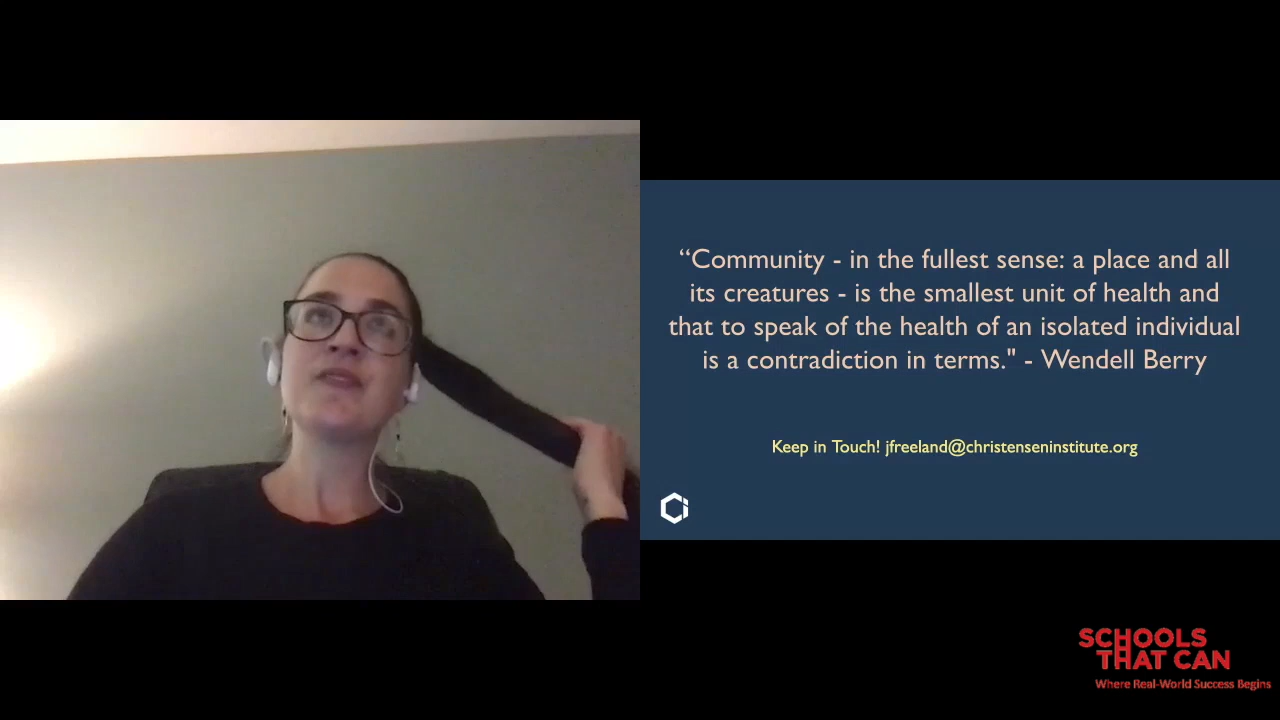 “Community - in the fullest sense: a place and all
its creatures - is the smallest unit of health and
that to speak of the health of an isolated individual
is a contradiction in terms." - Wendell Berry
Keep in Touch! jfreeland@christenseninstitute.org
SCHOOLS
THAT CAN
Where Real-World Success Begins